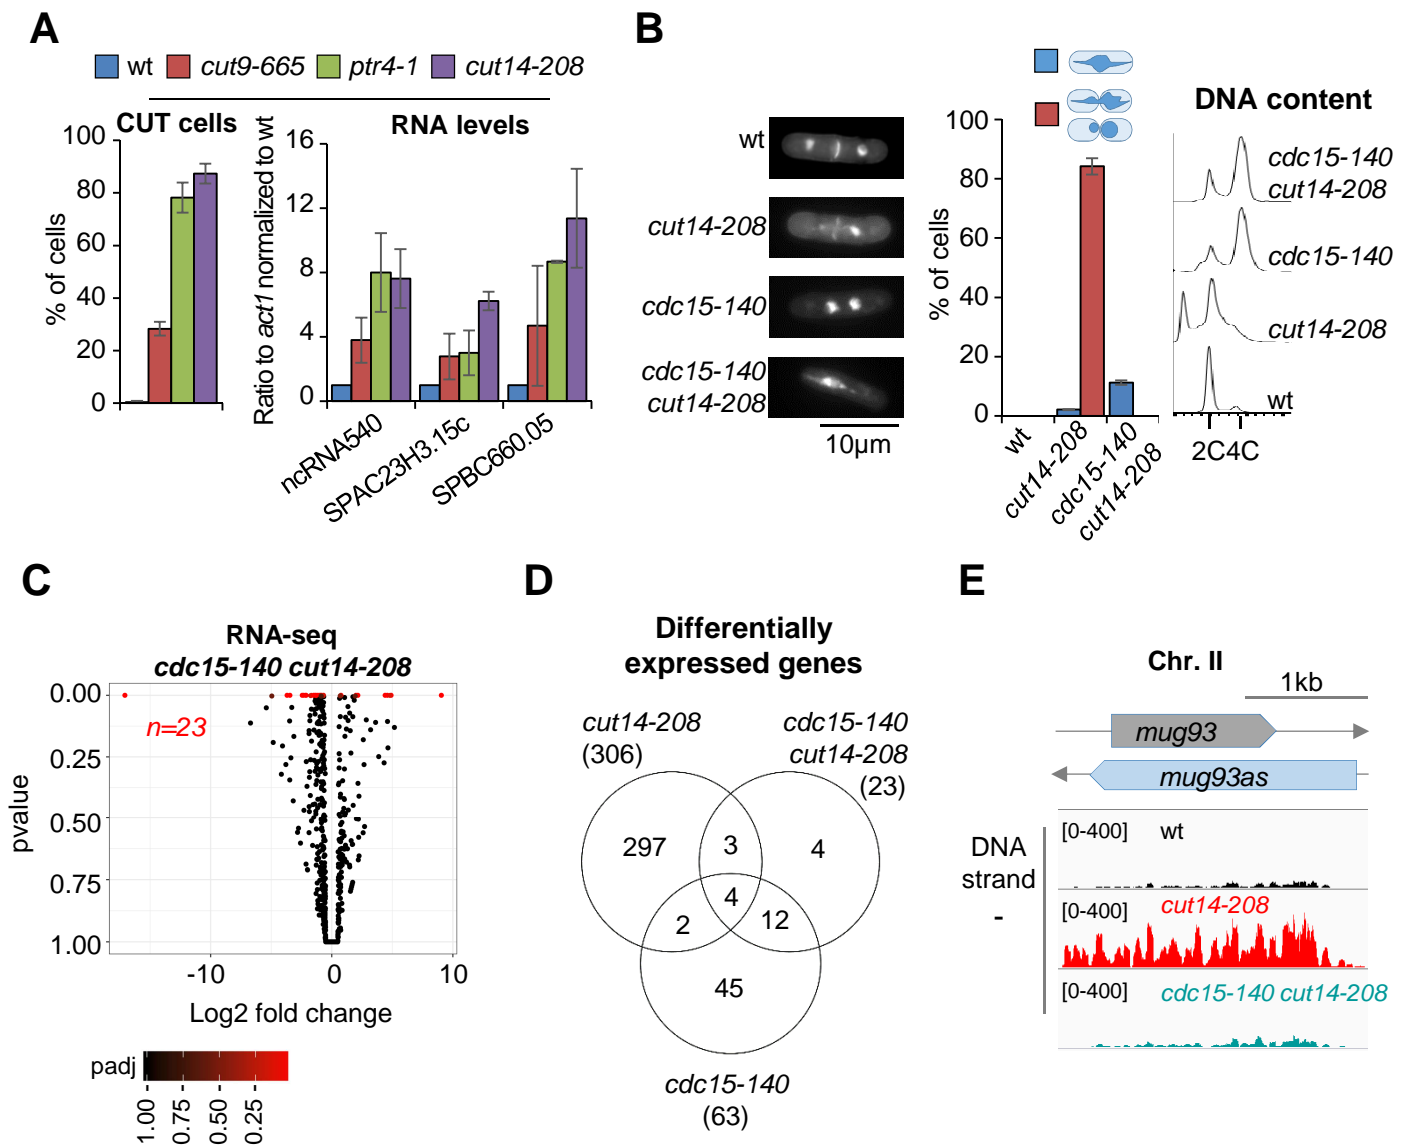 A
wt cut9-665 ptr4-1 cut14-208
CUT cells
RNA levels
% of cells
100
80
60
40
20
0
Ratio to act1 normalized to wt
16
12
8
4
0
ncRNA540
SPAC23H3.15c
SPBC660.05
B
wt
cut14-208
cdc15-140
cdc15-140
cut14-208
10µm
% of cells
100
80
60
40
20
0
wt
cut14-208
cdc15-140
cut14-208
DNA content
cdc15-140
cut14-208
cdc15-140
cut14-208
wt
2C4C
C
RNA-seq
cdc15-140 cut14-208
n=23
pvalue
0.00
0.25
0.50
0.75
1.00
-10
0
10
Log2 fold change
padj
1.00
0.75
0.50
0.25
D
Differentially
expressed genes
cut14-208
(306)
cdc15-140
cut14-208
(23)
297
3
4
4
2
12
45
cdc15-140
(63)
E
Chr. II
1kb
mug93
mug93as
DNA
strand
-
[0-400] wt
[0-400] cut14-208
[0-400] cdc15-140 cut14-208